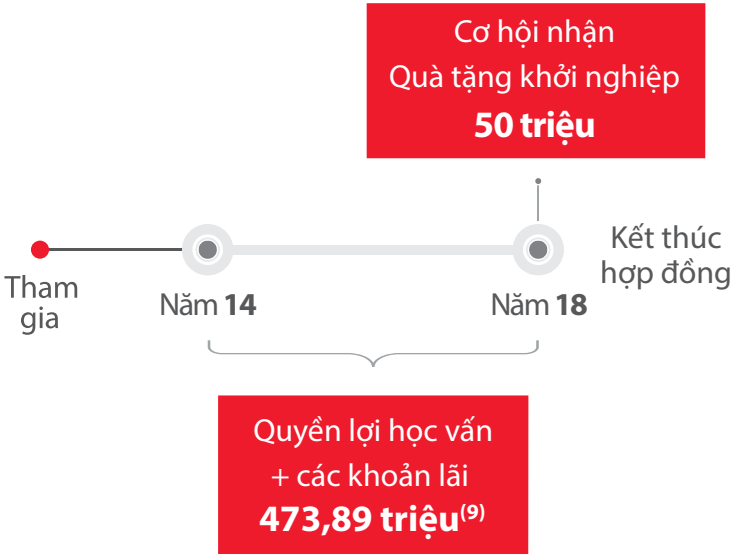 Cơ hội nhận
Quà tặng khởi nghiệp
50 triệu
Tham
gia
Năm 14
Năm 18
Kết thúc
hợp đồng
Quyền lợi học vấn
+ các khoản lãi
473,89 triệu(9)